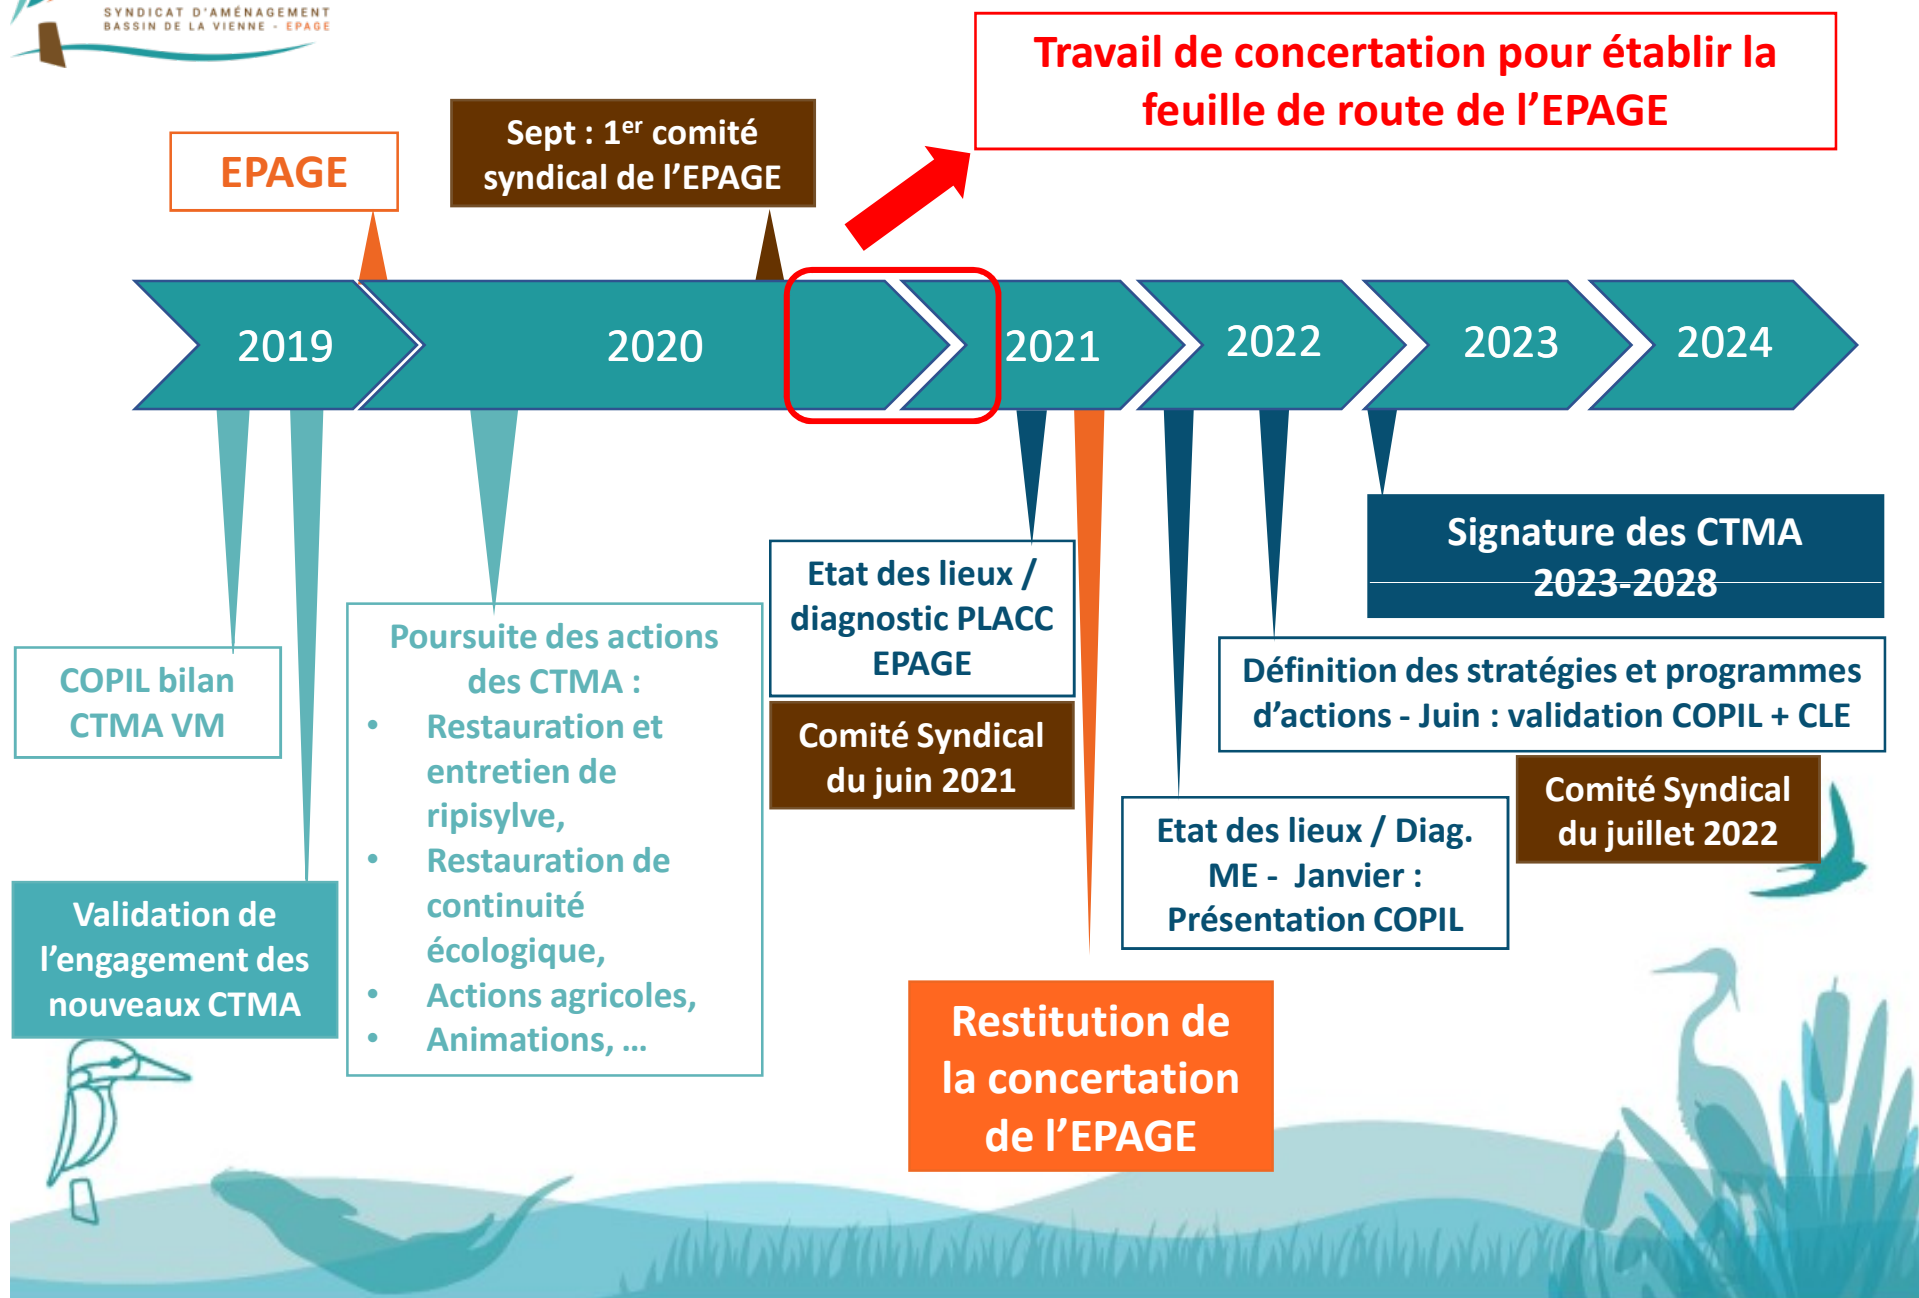 SYNDICAT D'AMÉNAGEMENT
BASSIN DE LA VIENNE - EPAGE
Travail de concertation pour établir la
feuille de route de l’EPAGE
EPAGE
Sept : 1er comité
syndical de l’EPAGE
2019
2020
2021
2022
2023
2024
COPIL bilan
CTMA VM
Validation de
l’engagement des
nouveaux CTMA
Poursuite des actions
des CTMA :
• Restauration et
entretien de
ripisylve,
• Restauration de
continuité
écologique,
• Actions agricoles,
• Animations, …
Etat des lieux /
diagnostic PLACC
EPAGE
Comité Syndical
du juin 2021
Restitution de
la concertation
de l’EPAGE
Etat des lieux / Diag.
ME - Janvier :
Présentation COPIL
Signature des CTMA
2023-2028
Définition des stratégies et programmes
d’actions - Juin : validation COPIL + CLE
Comité Syndical
du juillet 2022